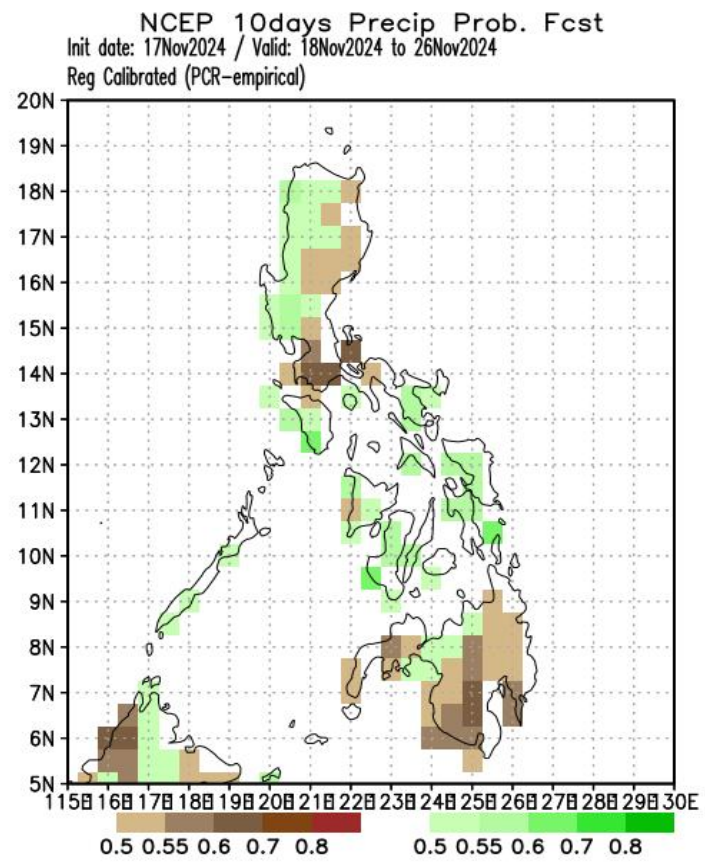 NCEP 10days Precip Prob. Fcst
Init date: 17Nov2024 / Valid: 18Nov2024 to 26Nov2024
Reg Calibrated (PCR-empirical)
20N
19N
18N
17N
16N
15N
14N
13N
12N
11N
10N
9N
8N
7N
6N
5N
115E 116E 117E 118E 119E 120E 121E 122E 123E 124E 125E 126E 127E 128E 129E 130E
0.5 0.55 0.6 0.7 0.8 0.5 0.55 0.6 0.7 0.8